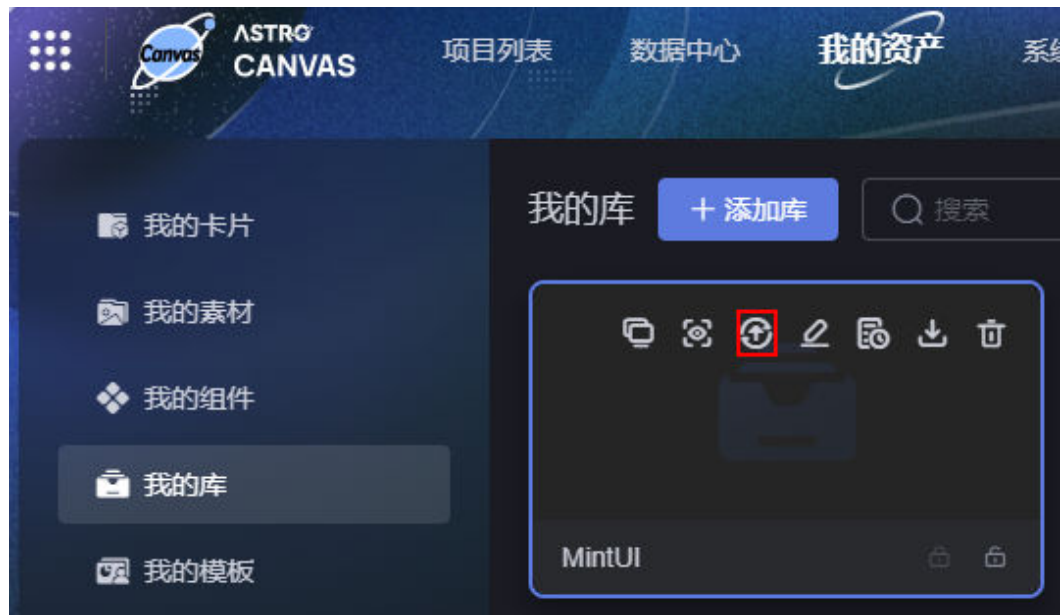 Canvas
ASTRO
CANVAS
项目列表
数据中心
我的资产
我的卡片
我的素材
我的组件
我的库
我的模板
我的库
+ 添加库
搜索
MintUI